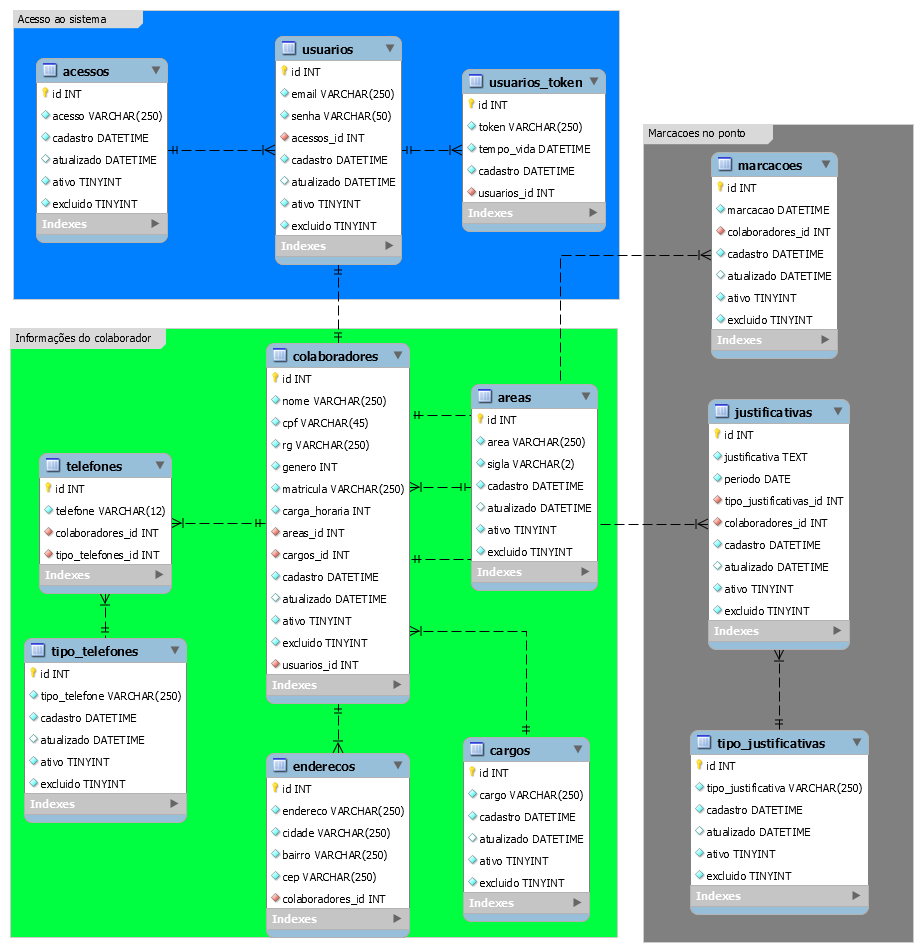 Acesso ao sistema
acessos
id INT
acesso VARCHAR(250)
cadastro DATETIME
atualizado DATETIME
ativo TINYINT
excluido TINYINT
Indexes
usuarios
id INT
email VARCHAR(250)
senha VARCHAR(50)
acessos_id INT
cadastro DATETIME
atualizado DATETIME
ativo TINYINT
excluido TINYINT
Indexes
usuarios_token
id INT
token VARCHAR(250)
tempo_vida DATETIME
cadastro DATETIME
usuarios_id INT
Indexes
Marcacoes no ponto
marcacoes
id INT
marcacao DATETIME
colaboradores_id INT
cadastro DATETIME
atualizado DATETIME
ativo TINYINT
excluido TINYINT
Indexes
justificativas
id INT
justificativa TEXT
periodo DATE
tipo_justificativas_id INT
colaboradores_id INT
cadastro DATETIME
atualizado DATETIME
ativo TINYINT
excluido TINYINT
Indexes
tipo_justificativas
id INT
tipo_justificativa VARCHAR(250)
cadastro DATETIME
atualizado DATETIME
ativo TINYINT
excluido TINYINT
Indexes
Informações do colaborador
colaboradores
id INT
nome VARCHAR(250)
cpf VARCHAR(45)
rg VARCHAR(250)
genero INT
matricula VARCHAR(250)
carga_horaria INT
areas_id INT
cargos_id INT
cadastro DATETIME
atualizado DATETIME
ativo TINYINT
excluido TINYINT
usuarios_id INT
Indexes
areas
id INT
area VARCHAR(250)
sigla VARCHAR(2)
cadastro DATETIME
atualizado DATETIME
ativo TINYINT
excluido TINYINT
Indexes
telefones
id INT
telefone VARCHAR(12)
colaboradores_id INT
tipo_telefones_id INT
Indexes
tipo_telefones
id INT
tipo_telefone VARCHAR(250)
cadastro DATETIME
atualizado DATETIME
ativo TINYINT
excluido TINYINT
Indexes
enderecos
id INT
endereco VARCHAR(250)
cidade VARCHAR(250)
bairro VARCHAR(250)
cep VARCHAR(250)
colaboradores_id INT
Indexes
cargos
id INT
cargo VARCHAR(250)
cadastro DATETIME
atualizado DATETIME
ativo TINYINT
excluido TINYINT
Indexes